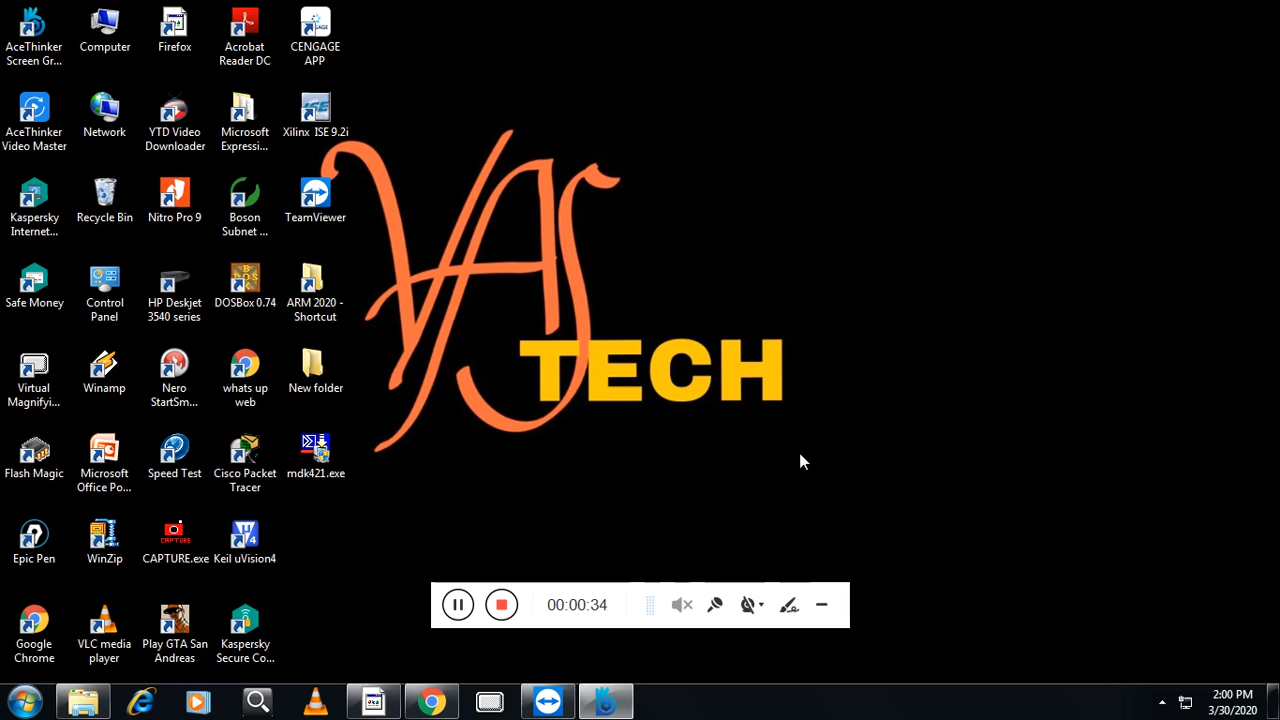 AceThinker
Screen Gr...
Computer
Firefox
Acrobat
Reader DC
CENGAGE
APP
AceThinker
Video Master
Network
YTD Video
Downloader
Microsoft
Expressi...
Xilinx ISE 9.2i
Kaspersky
Internet...
Recycle Bin
Nitro Pro 9
Boson
Subnet ...
TeamViewer
Safe Money
Control
Panel
HP Deskjet
3540 series
DOSBox 0.74
ARM 2020 -
Shortcut
Virtual
Magnifyi...
Winamp
Nero
StartSm...
whats up
web
New folder
Flash Magic
Microsoft
Office Po...
Speed Test
Cisco Packet
Tracer
mdk421.exe
Epic Pen
WinZip
CAPTURE.exe
Keil uVision4
Google
Chrome
VLC media
player
Play GTA San
Andreas
Kaspersky
Secure Co...
VAS
TECH
00:00:34
2:00 PM
3/30/2020